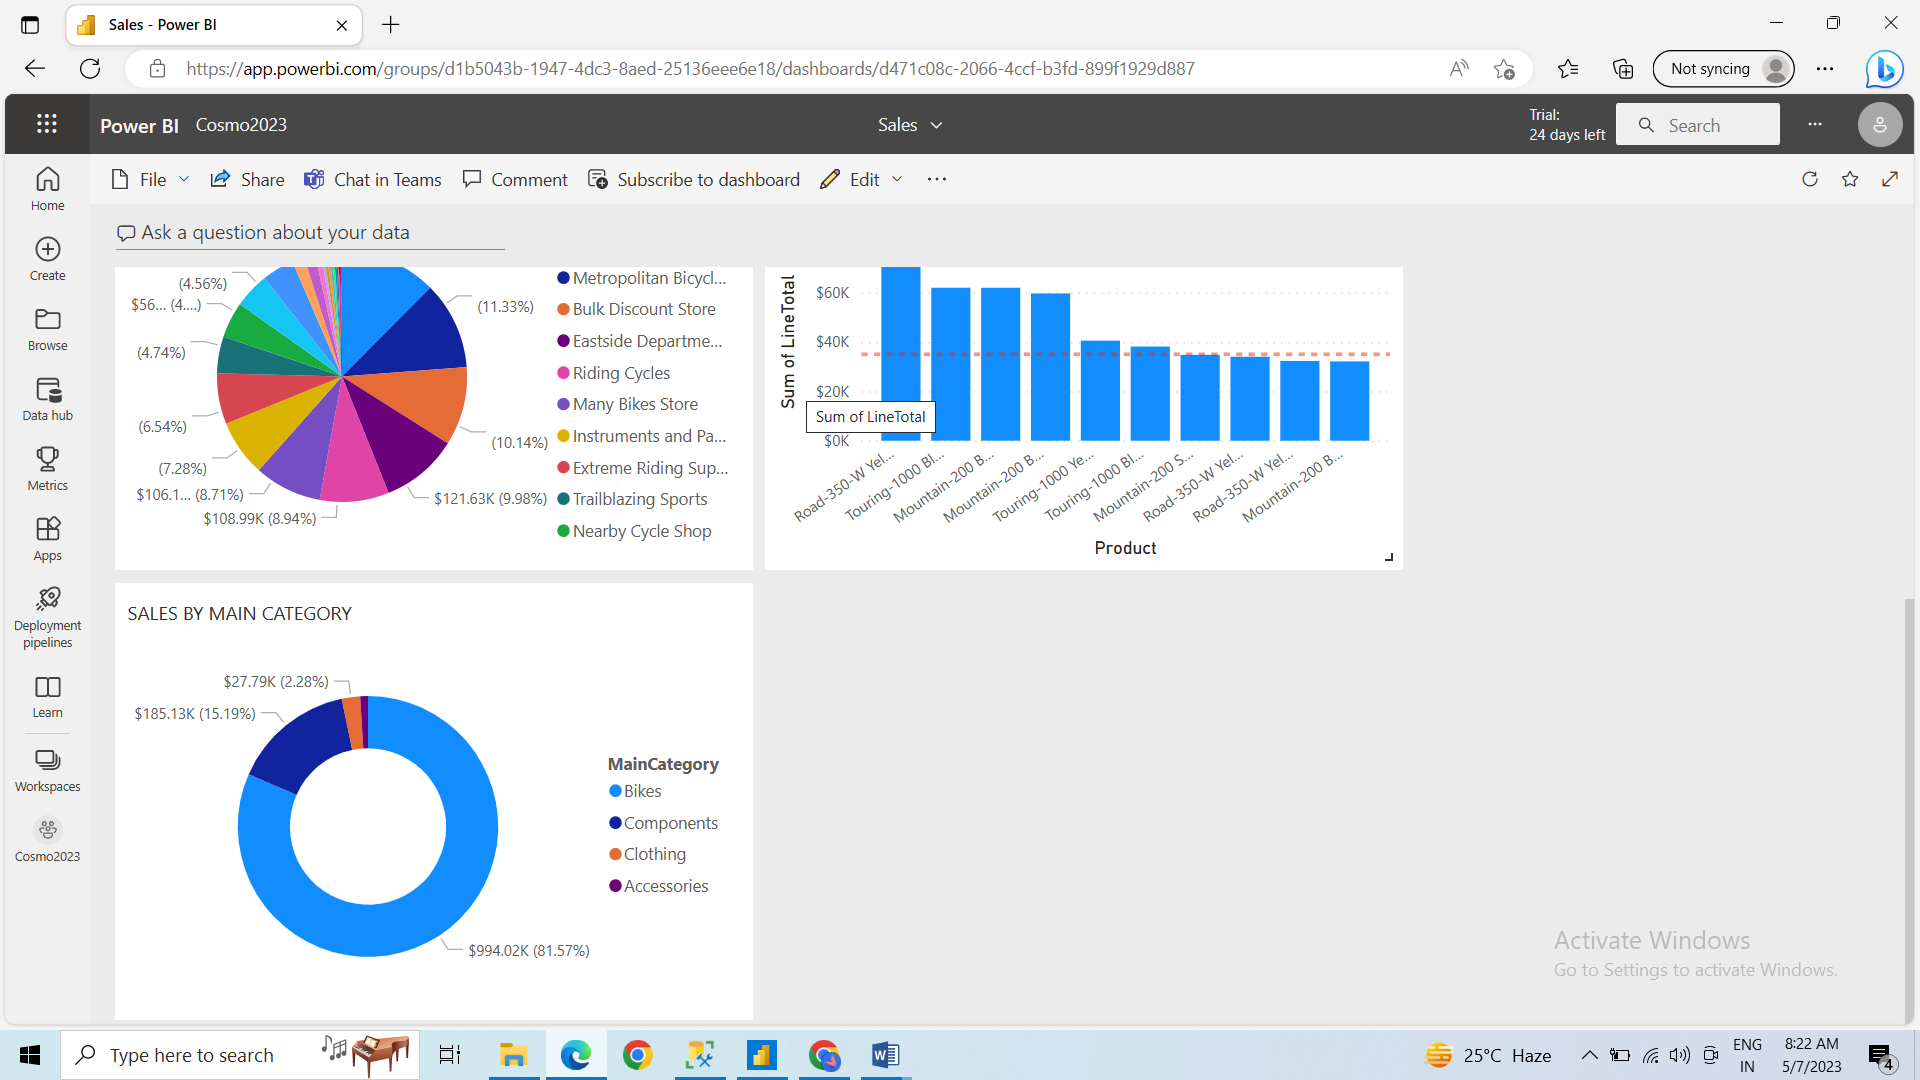 Sales - Power BI
https://app.powerbi.com/groups/d1b5043b-1947-4dc3-8aed-25136eee6e18/dashboards/d471c08c-2066-4ccf-b3fd-899f1929d887
Not syncing
Power BI Cosmo2023
Sales
Trial:
24 days left
Search
File
Share
Chat in Teams
Comment
Subscribe to dashboard
Edit
Home
Create
Browse
Data hub
Metrics
Apps
Deployment
pipelines
Learn
Workspaces
Cosmo2023
Ask a question about your data
(4.56%)
$56... (4....)
(4.74%)
(6.54%)
(7.28%)
$106.1... (8.71%)
$108.99K (8.94%)
(11.33%)
(10.14%)
$121.63K (9.98%)
Metropolitan Bicycl...
Bulk Discount Store
Eastside Departme...
Riding Cycles
Many Bikes Store
Instruments and Pa...
Extreme Riding Sup...
Trailblazing Sports
Nearby Cycle Shop
Sum of LineTotal
$60K
$40K
$20K
$0K
Sum of LineTotal
Road-350-W Yel...
Touring-1000 Bl...
Mountain-200 B...
Mountain-200 B...
Touring-1000 Ye...
Touring-1000 Bl...
Mountain-200 S...
Road-350-W Yel...
Road-350-W Yel...
Mountain-200 B...
Product
SALES BY MAIN CATEGORY
$27.79K (2.28%)
$185.13K (15.19%)
$994.02K (81.57%)
MainCategory
Bikes
Components
Clothing
Accessories
Activate Windows
Go to Settings to activate Windows.
Type here to search
25°C Haze
ENG
IN
8:22 AM
5/7/2023
4